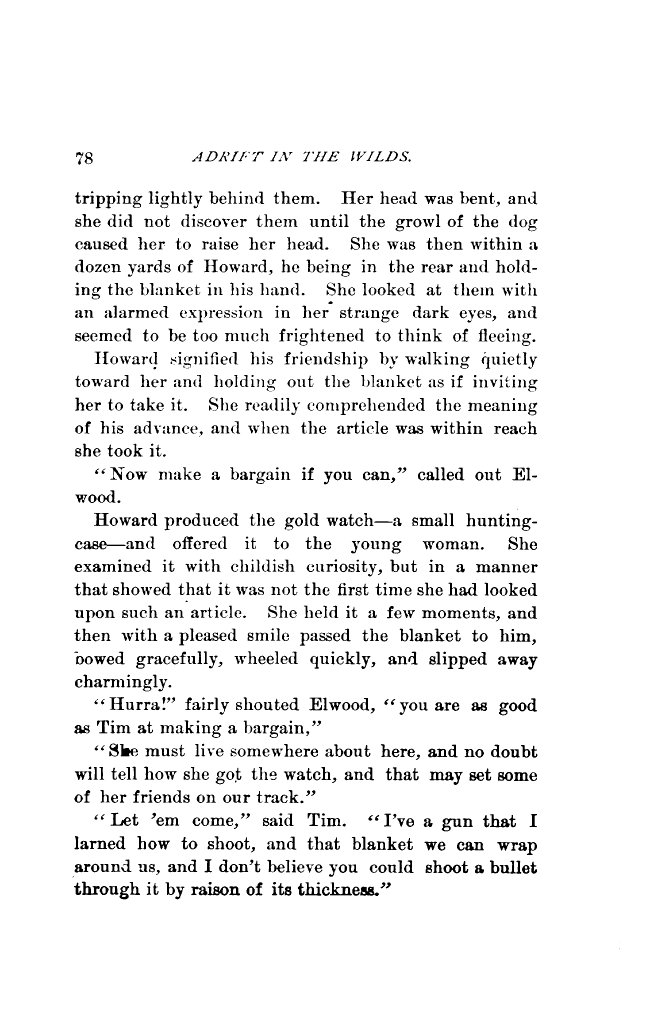 78 ADRIFT IN THE WILDS.
tripping lightly behind them. Her head was bent, and
she did not discover them until the growl of the dog
caused her to raise her head. She was then within a
dozen yards of Howard, he being in the rear and hold-
ing the blanket in his hand. She looked at them with
an alarmed expression in her strange dark eyes, and
seemed to be too much frightened to think of fleeing.
Howard signified his friendship by walking quietly
toward her and holding out the blanket as if inviting
her to take it. She readily comprehended the meaning
of his advance, and when the article was within reach
she took it.
“Now make a bargain if you can,” called out El-
wood.
Howard produced the gold watch—a small hunting-
case—and offered it to the young woman. She
examined it with childish curiosity, but in a manner
that showed that it was not the first time she had looked
upon such an article. She held it a few moments, and
then with a pleased smile passed the blanket to him,
bowed gracefully, wheeled quickly, and slipped away
charmingly.
“Hurra!” fairly shouted Elwood, “you are as good
as Tim at making a bargain,”
“She must live somewhere about here, and no doubt
will tell how she got the watch, and that may set some
of her friends on our track.”
“Let ’em come,” said Tim. “I’ve a gun that I
larned how to shoot, and that blanket we can wrap
around us, and I don’t believe you could shoot a bullet
through it by raison of its thickness.”